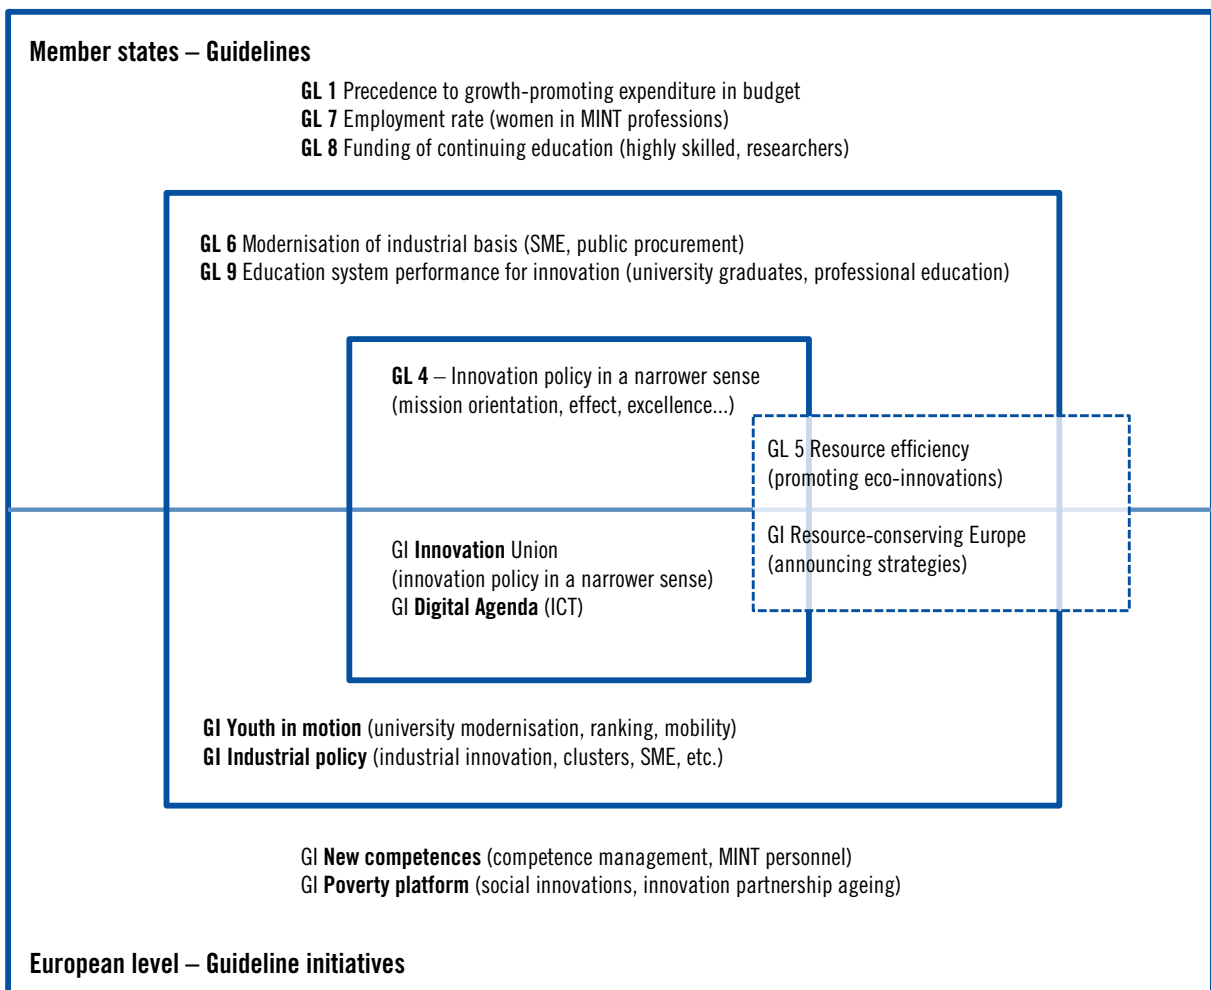 Member states – Guidelines
GL 1 Precedence to growth-promoting expenditure in budget
GL 7 Employment rate (women in MINT professions)
GL 8 Funding of continuing education (highly skilled, researchers)
GL 6 Modernisation of industrial basis (SME, public procurement)
GL 9 Education system performance for innovation (university graduates, professional education)
GL 4 – Innovation policy in a narrower sense
(mission orientation, effect, excellence...)
GL 5 Resource efficiency
(promoting eco-innovations)
GI Resource-conserving Europe
(announcing strategies)
GI Innovation Union
(innovation policy in a narrower sense)
GI Digital Agenda (ICT)
GI Youth in motion (university modernisation, ranking, mobility)
GI Industrial policy (industrial innovation, clusters, SME, etc.)
GI New competences (competence management, MINT personnel)
GI Poverty platform (social innovations, innovation partnership ageing)
European level – Guideline initiatives